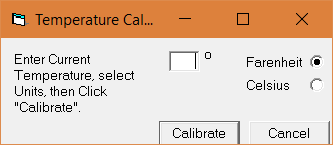 Temperature Cal...
Enter Current
Temperature, select
Units, then Click
"Calibrate".
o
Farenheit
Celsius
Calibrate
Cancel